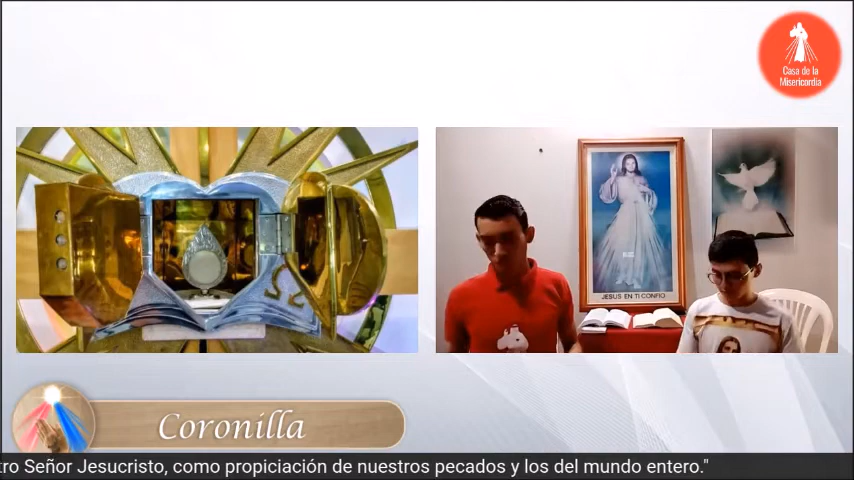 Casa de la
Misericordia
JESUS EN TI CONFIO
Coronilla
tro Señor Jesucristo, como propiciación de nuestros pecados y los del mundo entero."